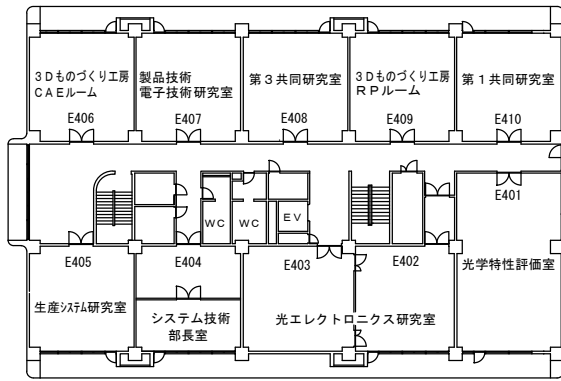 3Dものづくり工房
CAEルーム
E406
製品技術
電子技術研究室
E407
第3共同研究室
E408
3Dものづくり工房
RPルーム
E409
第1共同研究室
E410
E401
光学特性評価室
WC
WC
EV
E405
生産システム研究室
E404
システム技術
部長室
E403
E402
光エレクトロニクス研究室